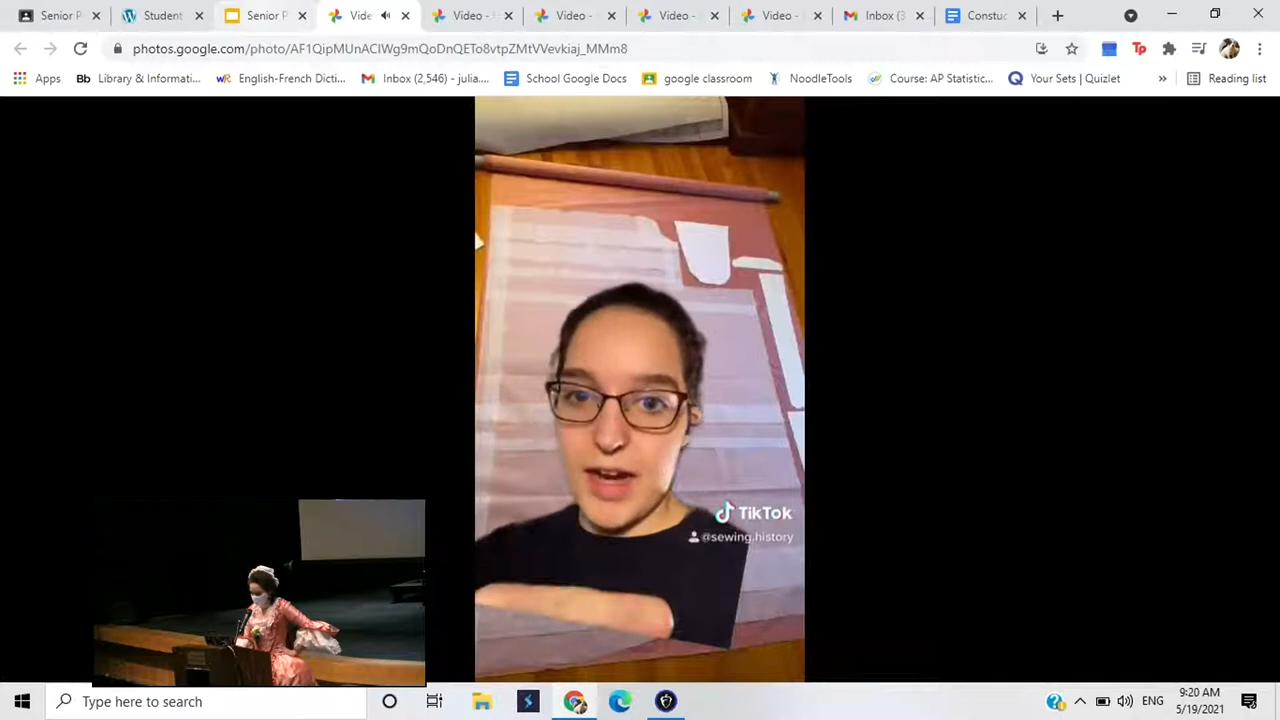 Senior P
Student
Senior P
Vide
Video -
Video -
Video -
Video -
Inbox (3
Constuc
photos.google.com/photo/AF1QipMUnACIWg9mQoDnQETo8vtpZMtVVevkiaj_MMm8
Apps
Bb Library & Informati...
wR English-French Dicti...
Inbox (2,546) - julia....
School Google Docs
google classroom
NoodleTools
Course: AP Statistic...
Your Sets | Quizlet
»
Reading list
TikTok
@sewing.history
Type here to search
ENG
9:20 AM
5/19/2021